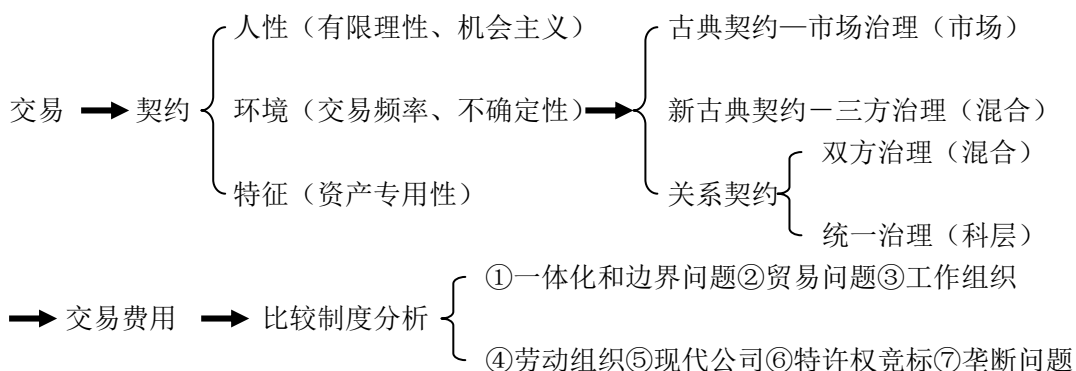 人性（有限理性、机会主义）
古典契约—市场治理（市场）
交易
契约
环境（交易频率、不确定性）
新古典契约－三方治理（混合）
双方治理（混合）
特征（资产专用性）
关系契约
统一治理（科层）
①一体化和边界问题②贸易问题③工作组织
交易费用
比较制度分析
④劳动组织⑤现代公司⑥特许权竞标⑦垄断问题